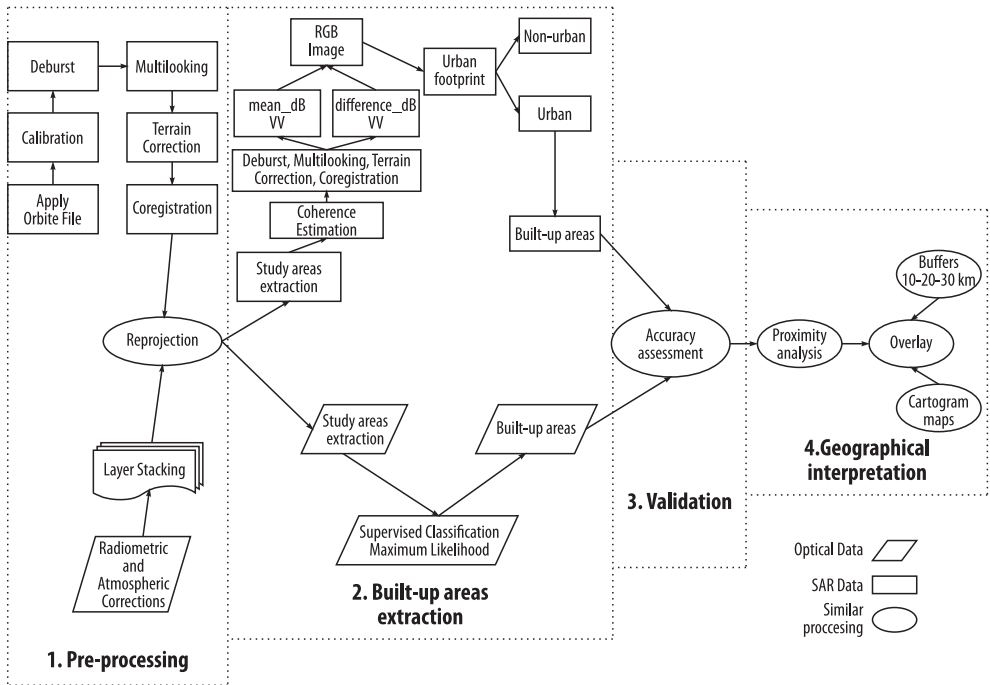 Deburst
Multilooking
Calibration
Terrain
Correction
Apply
Orbite File
Coregistration
Reprojection
Layer Stacking
Radiometric
and
Atmospheric
Corrections
1. Pre-processing
RGB
Image
Urban
footprint
Non-urban
Urban
mean_dB
VV
difference_dB
VV
Deburst, Multilooking, Terrain
Correction, Coregistration
Coherence
Estimation
Study areas
extraction
Built-up areas
Study areas
extraction
Built-up areas
Supervised Classification
Maximum Likelihood
2. Built-up areas
extraction
Accuracy
assessment
3. Validation
Proximity
analysis
Buffers
10-20-30 km
Overlay
Cartogram
maps
4.Geographical
interpretation
Optical Data
SAR Data
Similar
proccesing